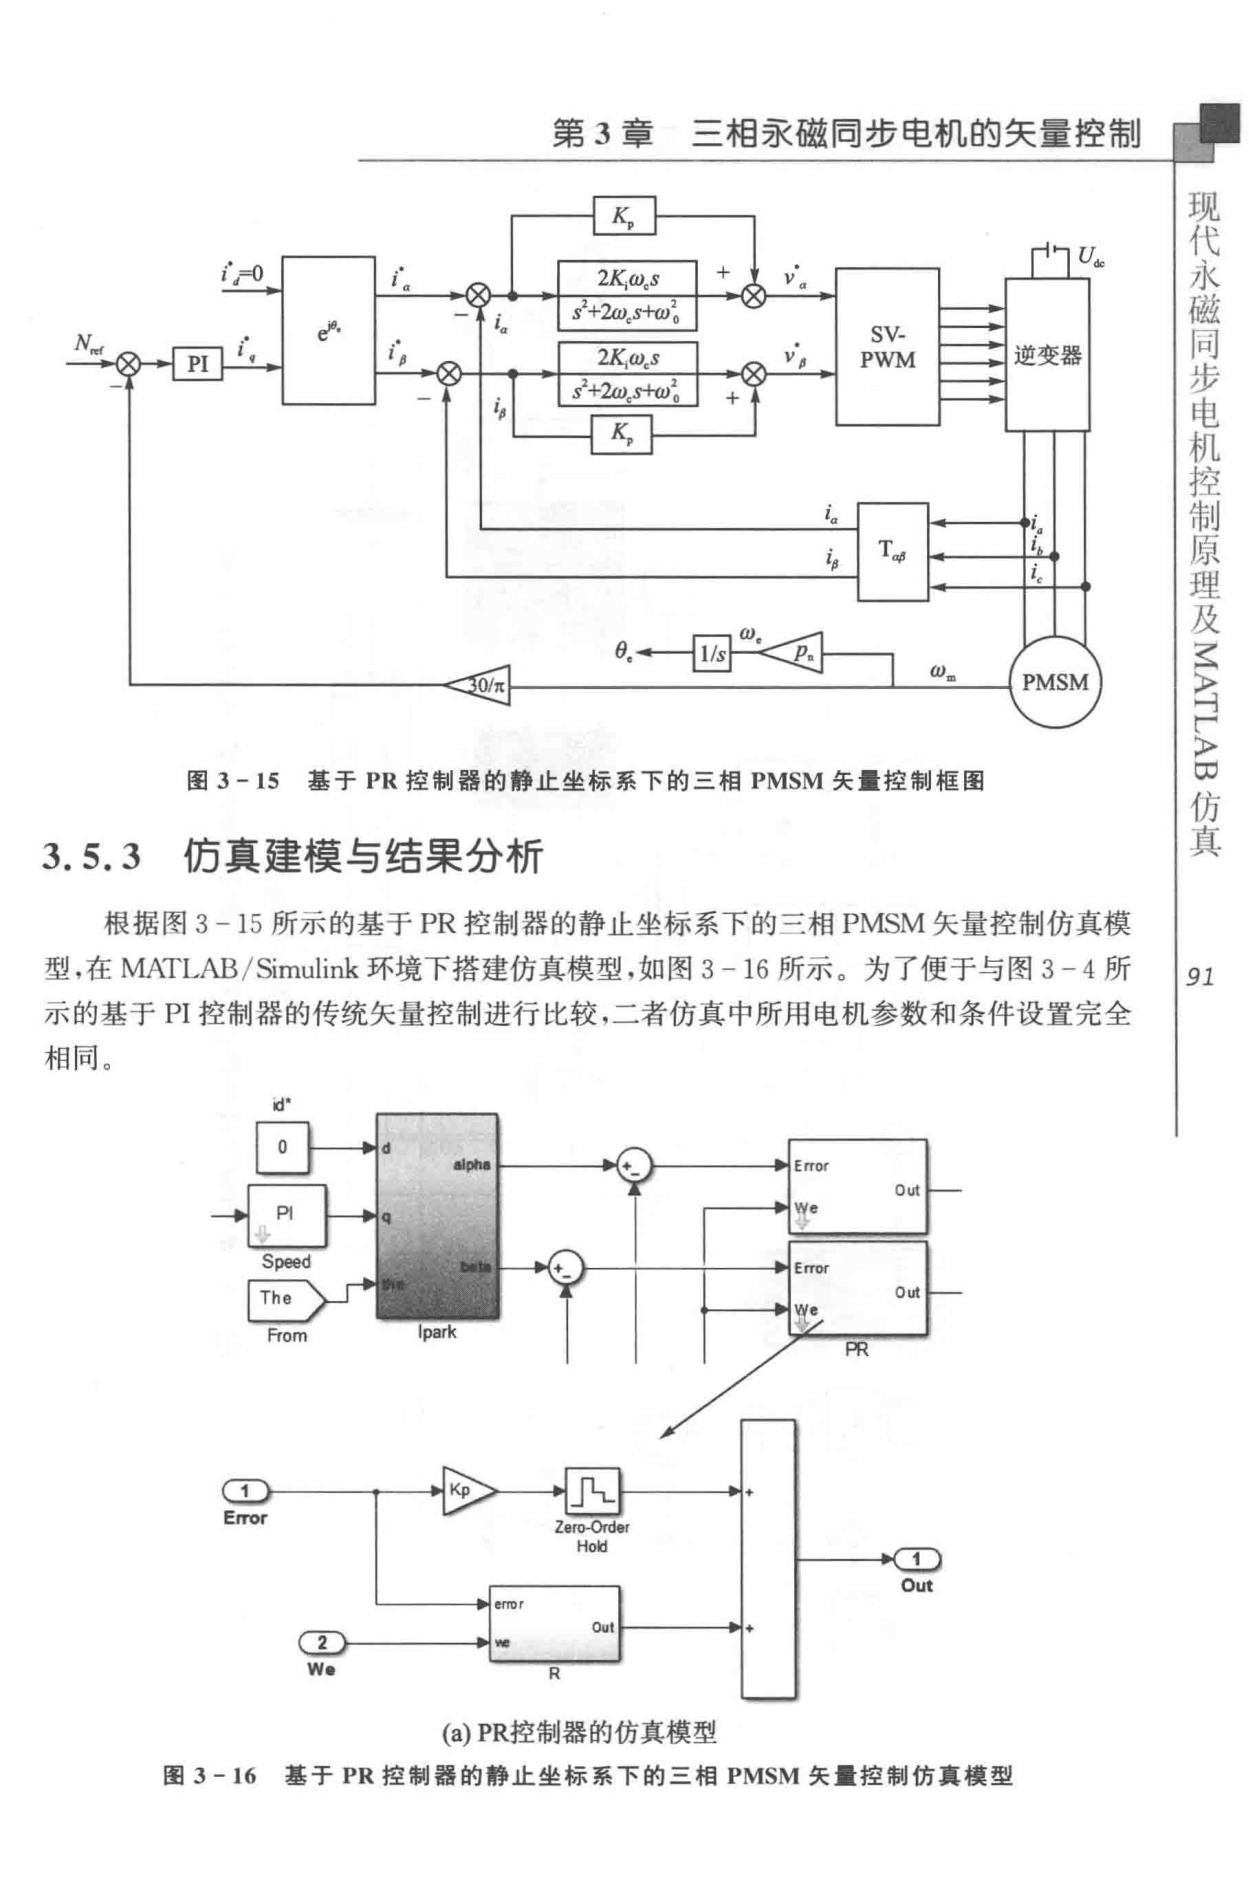 第 3 章 三相永磁同步电机的矢量控制
K_p
i*_d=0
i*_α
2K_iω_c s
s²+2ω_c s+ω²_0
+
v*_α
U_dc
−
i_α
e^{jθ_e}
N_ref
PI
i*_q
i*_β
2K_iω_c s
s²+2ω_c s+ω²_0
v*_β
SV-
PWM
逆变器
−
−
i_β
+
K_p
i_α
i_β
T_αβ
i_a
i_b
i_c
θ_e
1/s
ω_e
p_n
30/π
ω_m
PMSM
图 3-15 基于 PR 控制器的静止坐标系下的三相 PMSM 矢量控制框图
3.5.3 仿真建模与结果分析
根据图 3-15 所示的基于 PR 控制器的静止坐标系下的三相 PMSM 矢量控制仿真模
型,在 MATLAB/Simulink 环境下搭建仿真模型,如图 3-16 所示。为了便于与图 3-4 所
示的基于 PI 控制器的传统矢量控制进行比较,二者仿真中所用电机参数和条件设置完全
相同。
id*
0
d
alpha
PI
q
Speed
The
the
beta
From
Ipark
+
−
+
−
Error
We
Out
Error
We
Out
PR
1
Error
Kp
Zero-Order
Hold
+
1
Out
error
we
Out
R
+
2
We
(a) PR控制器的仿真模型
图 3-16 基于 PR 控制器的静止坐标系下的三相 PMSM 矢量控制仿真模型
现代永磁同步电机控制原理及MATLAB仿真
91